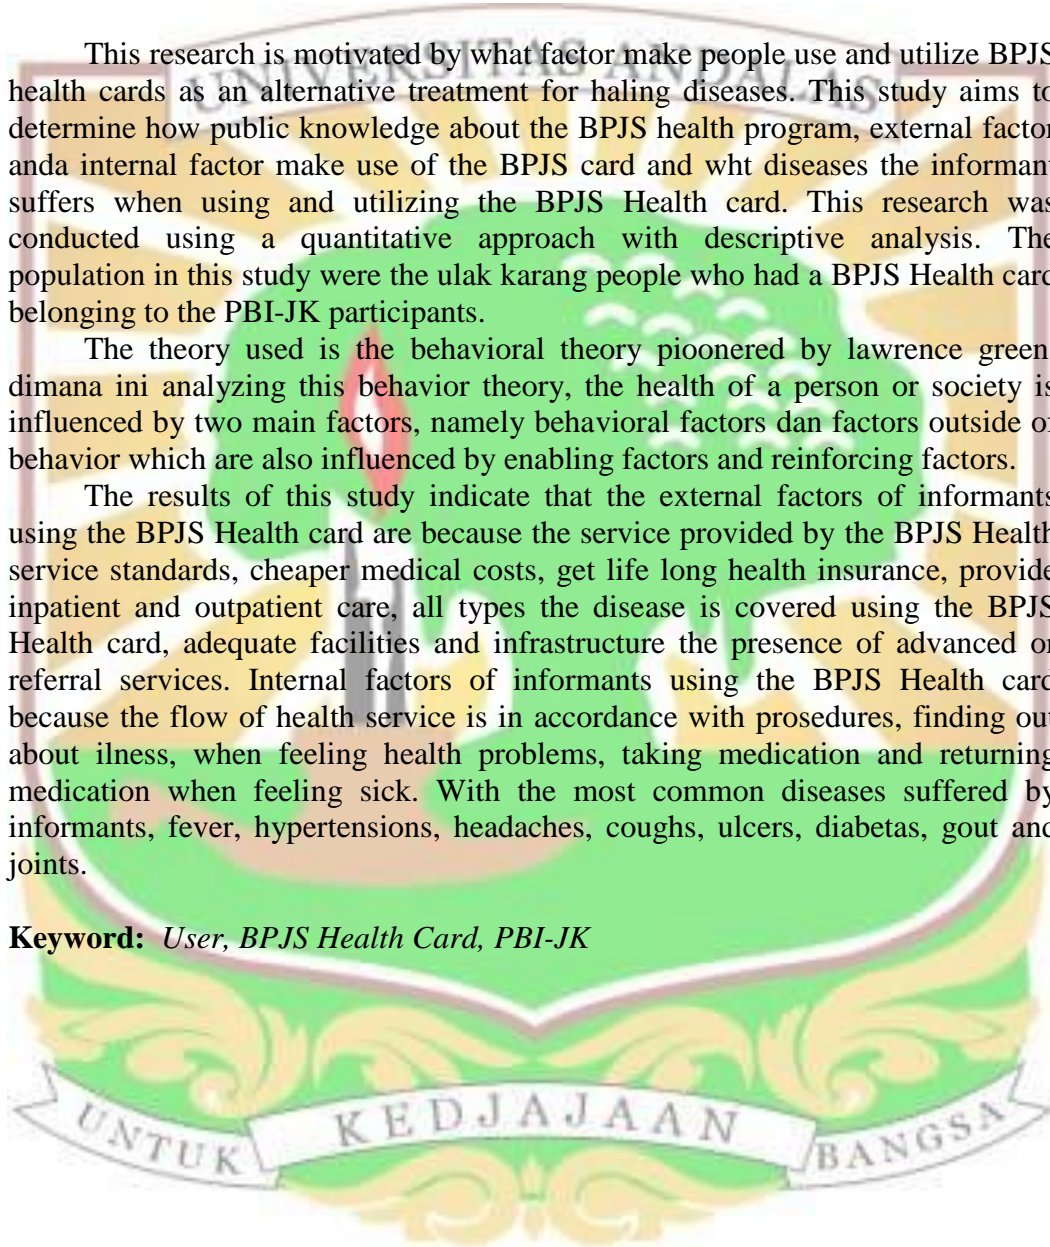 UNIVERSITAS ANDALAS
This research is motivated by what factor make people use and utilize BPJS
health cards as an alternative treatment for haling diseases. This study aims to
determine how public knowledge about the BPJS health program, external factor
anda internal factor make use of the BPJS card and wht diseases the informant
suffers when using and utilizing the BPJS Health card. This research was
conducted using a quantitative approach with descriptive analysis. The
population in this study were the ulak karang people who had a BPJS Health card
belonging to the PBI-JK participants.
The theory used is the behavioral theory pioonered by lawrence green
dimana ini analyzing this behavior theory, the health of a person or society is
influenced by two main factors, namely behavioral factors dan factors outside of
behavior which are also influenced by enabling factors and reinforcing factors.
The results of this study indicate that the external factors of informants
using the BPJS Health card are because the service provided by the BPJS Health
service standards, cheaper medical costs, get life long health insurance, provide
inpatient and outpatient care, all types the disease is covered using the BPJS
Health card, adequate facilities and infrastructure the presence of advanced or
referral services. Internal factors of informants using the BPJS Health card
because the flow of health service is in accordance with prosedures, finding out
about ilness, when feeling health problems, taking medication and returning
medication when feeling sick. With the most common diseases suffered by
informants, fever, hypertensions, headaches, coughs, ulcers, diabetas, gout and
joints.
Keyword: User, BPJS Health Card, PBI-JK
UNTUK KEDJAJAAN BANGSA